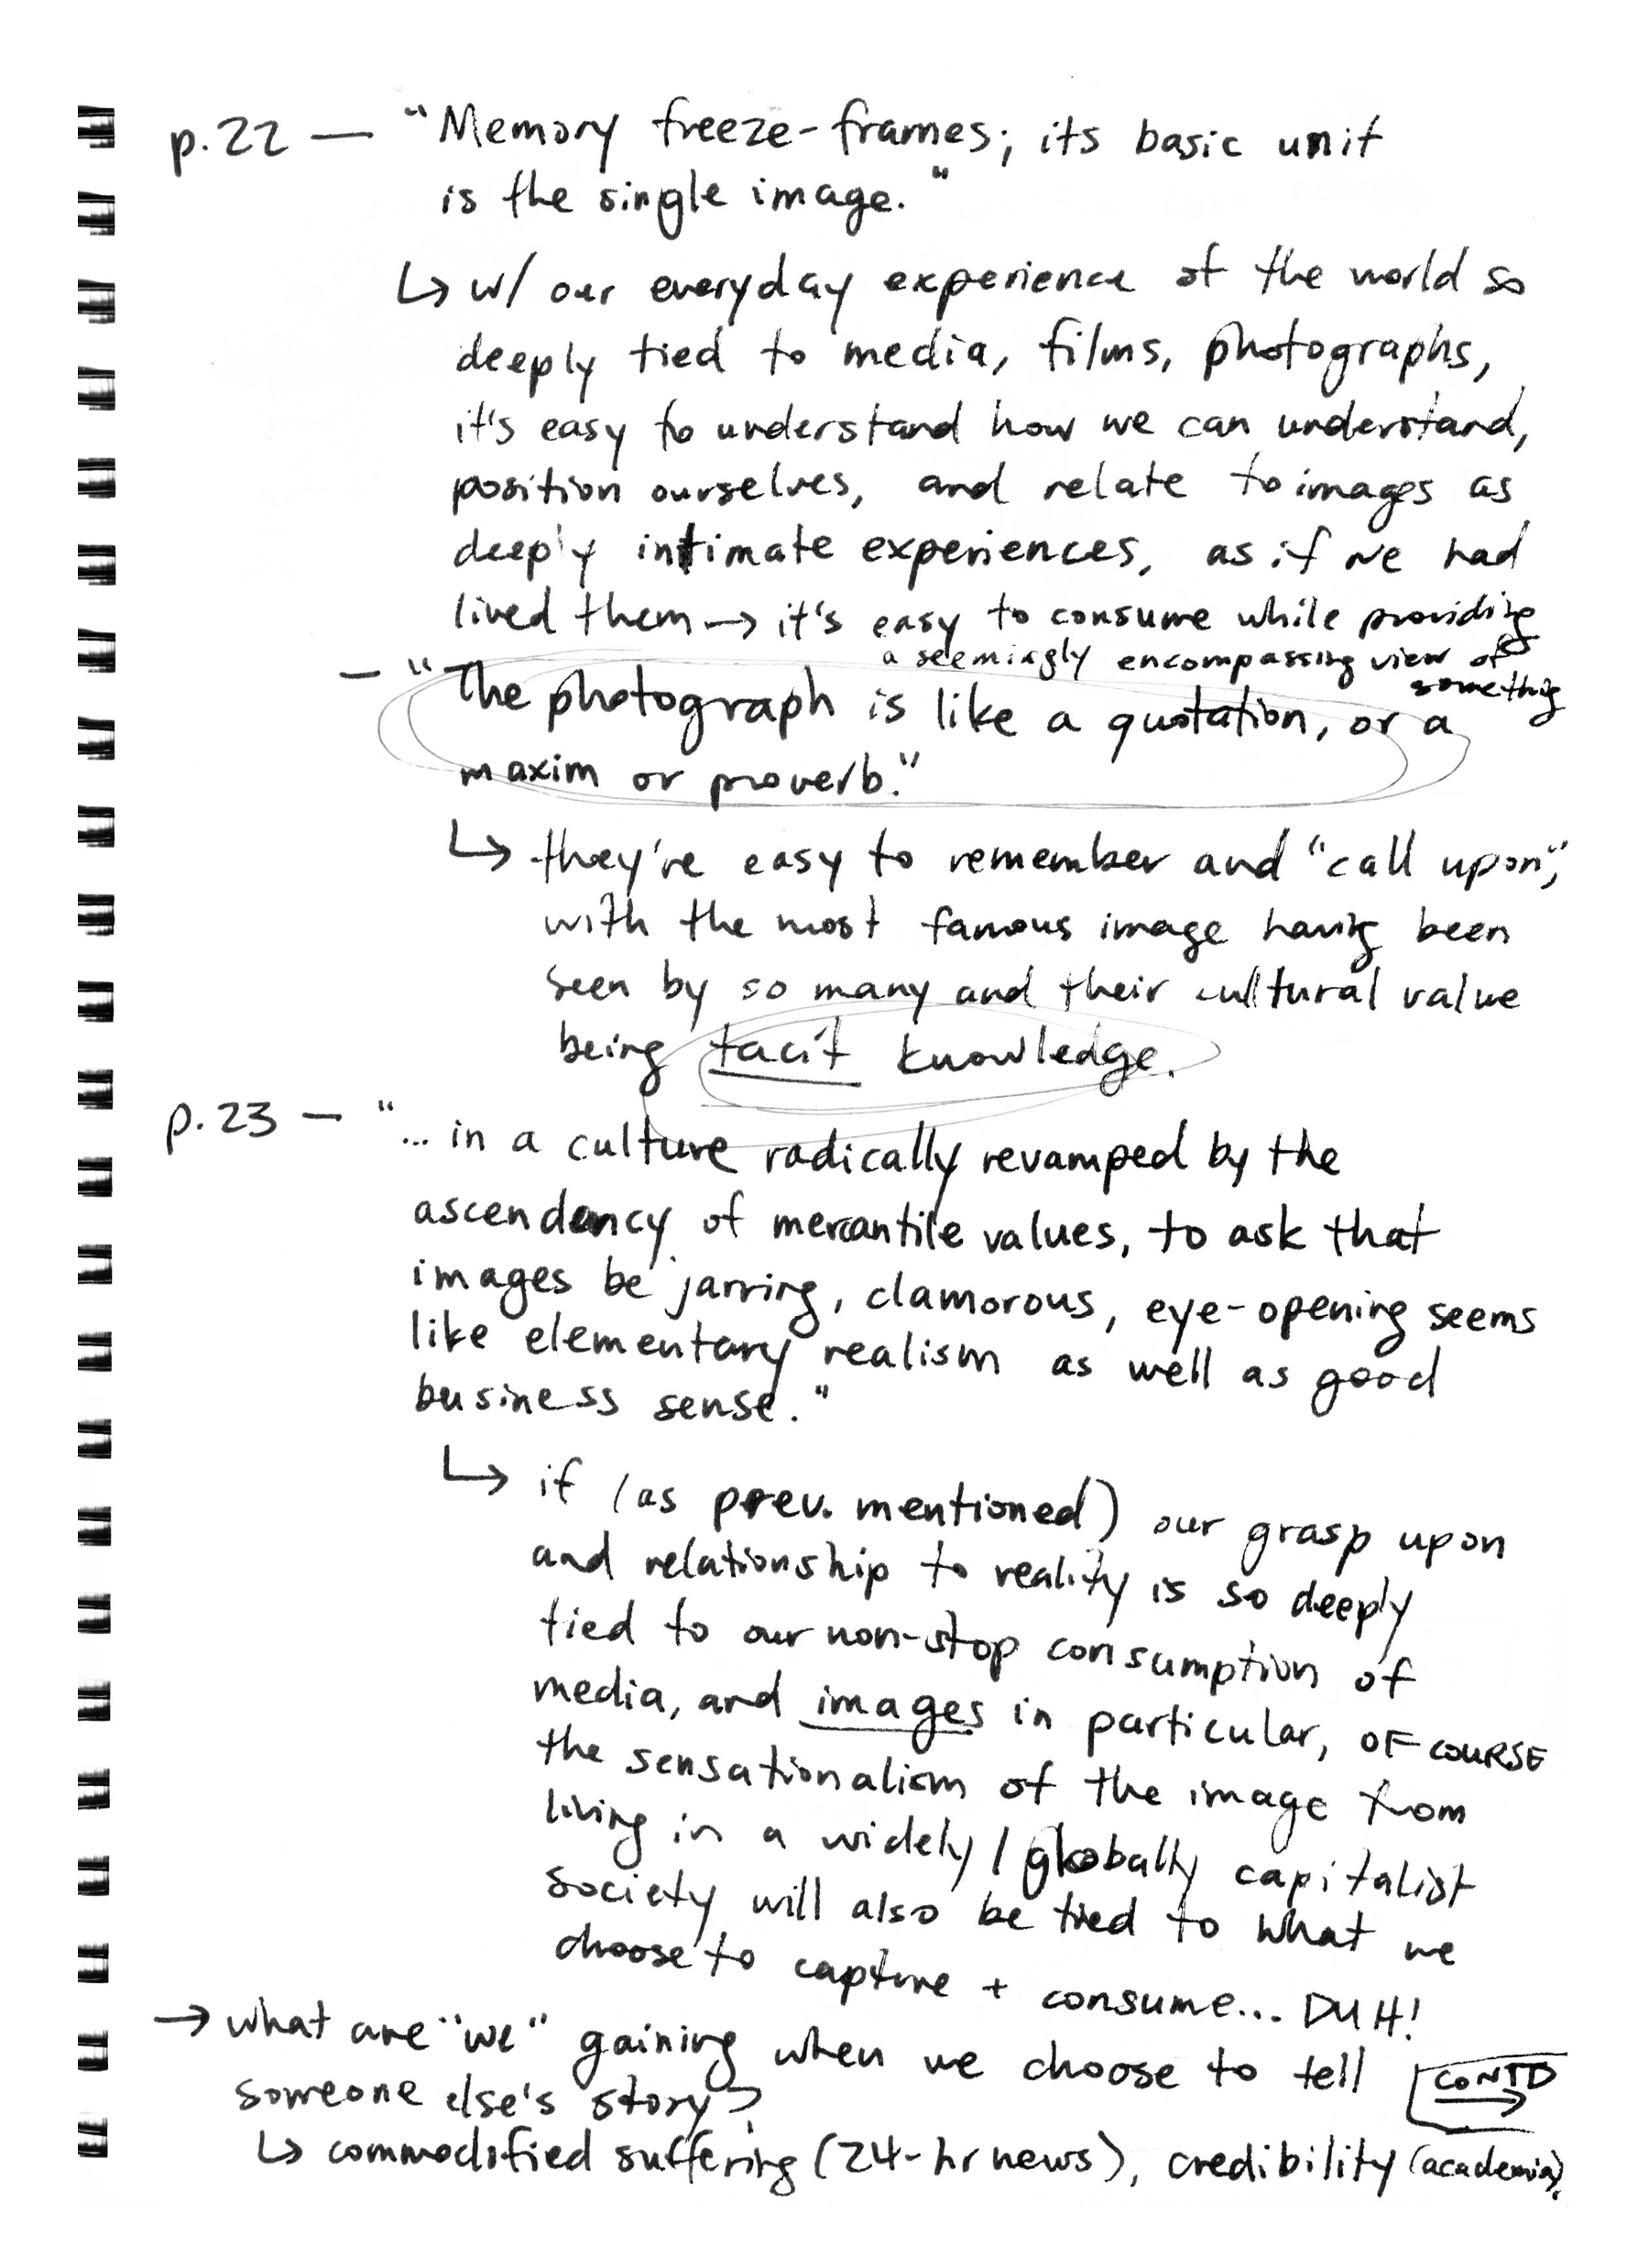 p.22 — "Memory freeze-frames; its basic unit
is the single image."
↳ w/ our everyday experience of the world so
deeply tied to media, films, photographs,
it's easy to understand how we can understand,
position ourselves, and relate to images as
deeply intimate experiences, as if we had
lived them → it's easy to consume while providing
a seemingly encompassing view of
something
— "The photograph is like a quotation, or a
maxim or proverb."
↳ they're easy to remember and "call upon",
with the most famous image having been
seen by so many and their cultural value
being tacit knowledge.
p.23 — "... in a culture radically revamped by the
ascendancy of mercantile values, to ask that
images be jarring, clamorous, eye-opening seems
like elementary realism as well as good
business sense."
↳ if (as prev. mentioned) our grasp upon
and relationship to reality is so deeply
tied to our non-stop consumption of
media, and images in particular, OF COURSE
the sensationalism of the image from
living in a widely / globally capitalist
society will also be tied to what we
choose to capture + consume... DUH!
→ what are "we" gaining when we choose to tell
someone else's story?
CONTD →
↳ commodified suffering (24-hr news), credibility (academia).